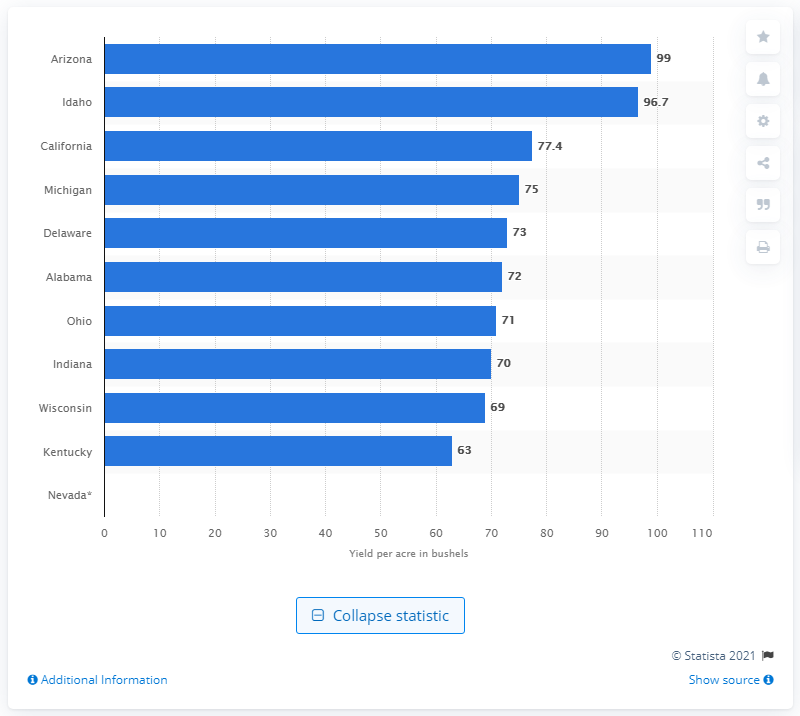 Arizona 99
Idaho 96.7
California 77.4
Michigan 75
Delaware 73
Alabama 72
Ohio 71
Indiana 70
Wisconsin 69
Kentucky 63
Nevada*
0 10 20 30 40 50 60 70 80 90 100 110
Yield per acre in bushels
Collapse statistic
© Statista 2021
Additional Information Show source